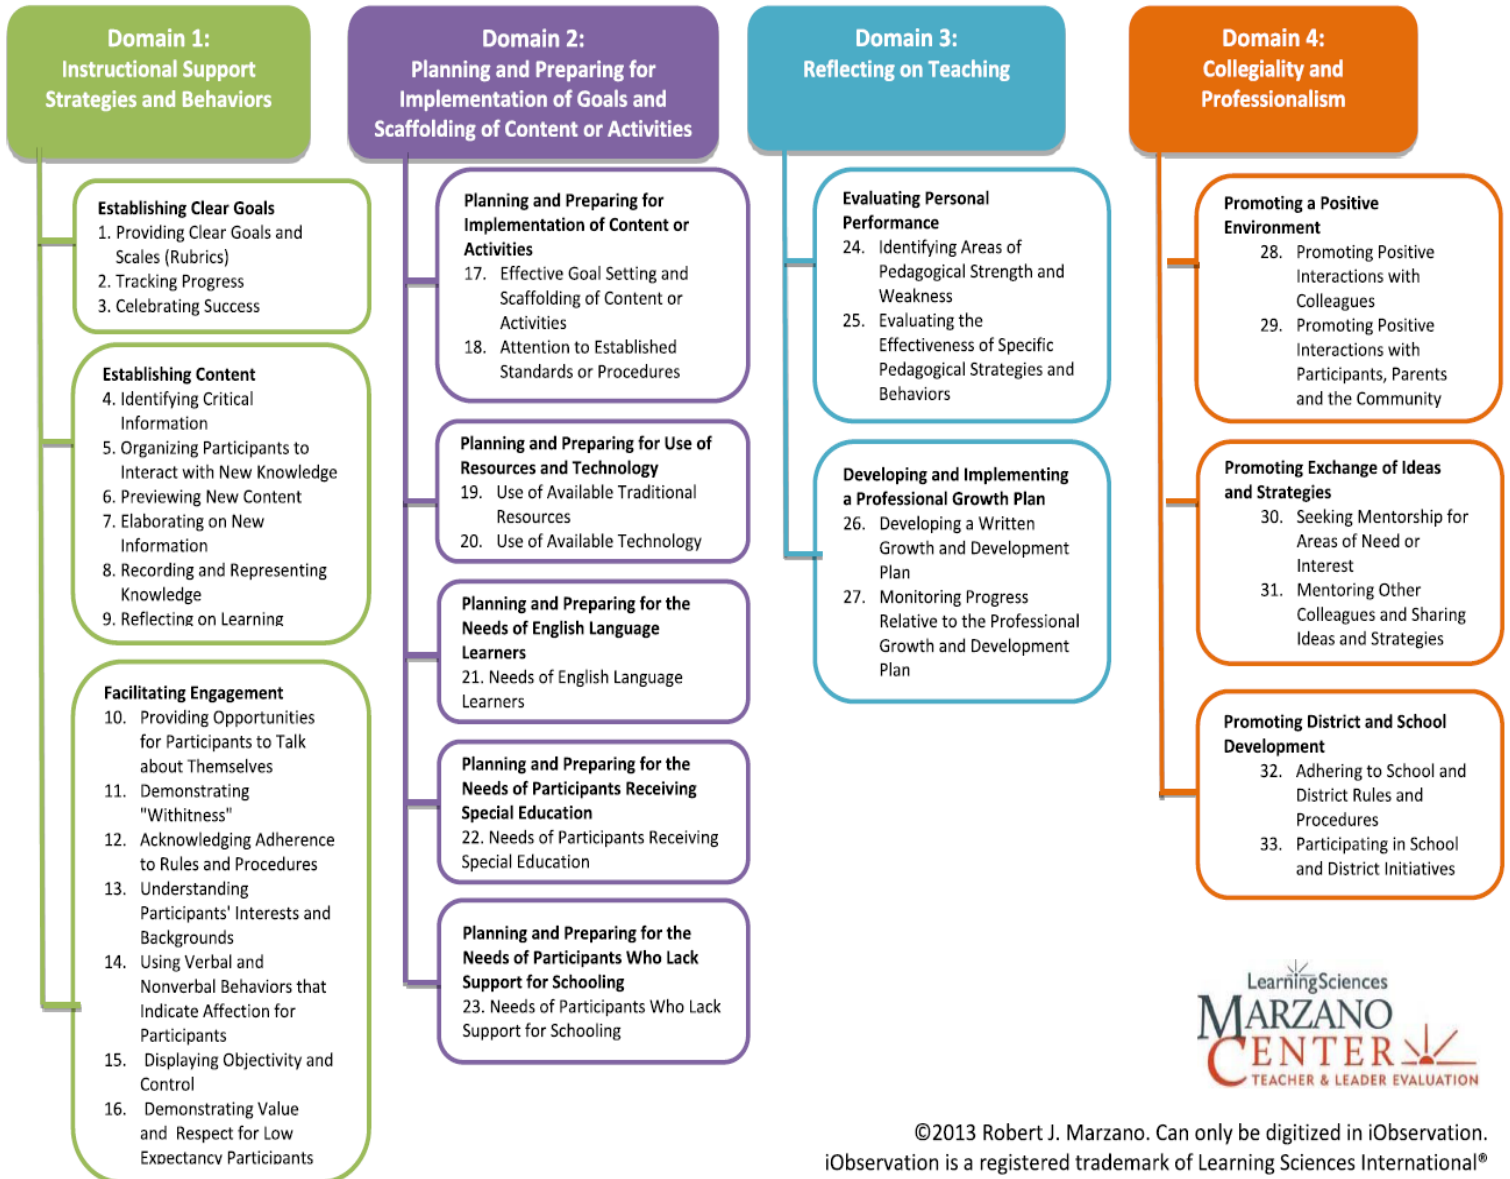 Domain 1:
Instructional Support
Strategies and Behaviors
Establishing Clear Goals
1. Providing Clear Goals and
Scales (Rubrics)
2. Tracking Progress
3. Celebrating Success
Establishing Content
4. Identifying Critical
Information
5. Organizing Participants to
Interact with New Knowledge
6. Previewing New Content
7. Elaborating on New
Information
8. Recording and Representing
Knowledge
9. Reflecting on Learning
Facilitating Engagement
10. Providing Opportunities
for Participants to Talk
about Themselves
11. Demonstrating
"Withitness"
12. Acknowledging Adherence
to Rules and Procedures
13. Understanding
Participants' Interests and
Backgrounds
14. Using Verbal and
Nonverbal Behaviors that
Indicate Affection for
Participants
15. Displaying Objectivity and
Control
16. Demonstrating Value
and Respect for Low
Expectancy Participants
Domain 2:
Planning and Preparing for
Implementation of Goals and
Scaffolding of Content or Activities
Planning and Preparing for
Implementation of Content or
Activities
17. Effective Goal Setting and
Scaffolding of Content or
Activities
18. Attention to Established
Standards or Procedures
Planning and Preparing for Use of
Resources and Technology
19. Use of Available Traditional
Resources
20. Use of Available Technology
Planning and Preparing for the
Needs of English Language
Learners
21. Needs of English Language
Learners
Planning and Preparing for the
Needs of Participants Receiving
Special Education
22. Needs of Participants Receiving
Special Education
Planning and Preparing for the
Needs of Participants Who Lack
Support for Schooling
23. Needs of Participants Who Lack
Support for Schooling
Domain 3:
Reflecting on Teaching
Evaluating Personal
Performance
24. Identifying Areas of
Pedagogical Strength and
Weakness
25. Evaluating the
Effectiveness of Specific
Pedagogical Strategies and
Behaviors
Developing and Implementing
a Professional Growth Plan
26. Developing a Written
Growth and Development
Plan
27. Monitoring Progress
Relative to the Professional
Growth and Development
Plan
Domain 4:
Collegiality and
Professionalism
Promoting a Positive
Environment
28. Promoting Positive
Interactions with
Colleagues
29. Promoting Positive
Interactions with
Participants, Parents
and the Community
Promoting Exchange of Ideas
and Strategies
30. Seeking Mentorship for
Areas of Need or
Interest
31. Mentoring Other
Colleagues and Sharing
Ideas and Strategies
Promoting District and School
Development
32. Adhering to School and
District Rules and
Procedures
33. Participating in School
and District Initiatives
LearningSciences
MARZANO
CENTER
TEACHER & LEADER EVALUATION
©2013 Robert J. Marzano. Can only be digitized in iObservation.
iObservation is a registered trademark of Learning Sciences International®